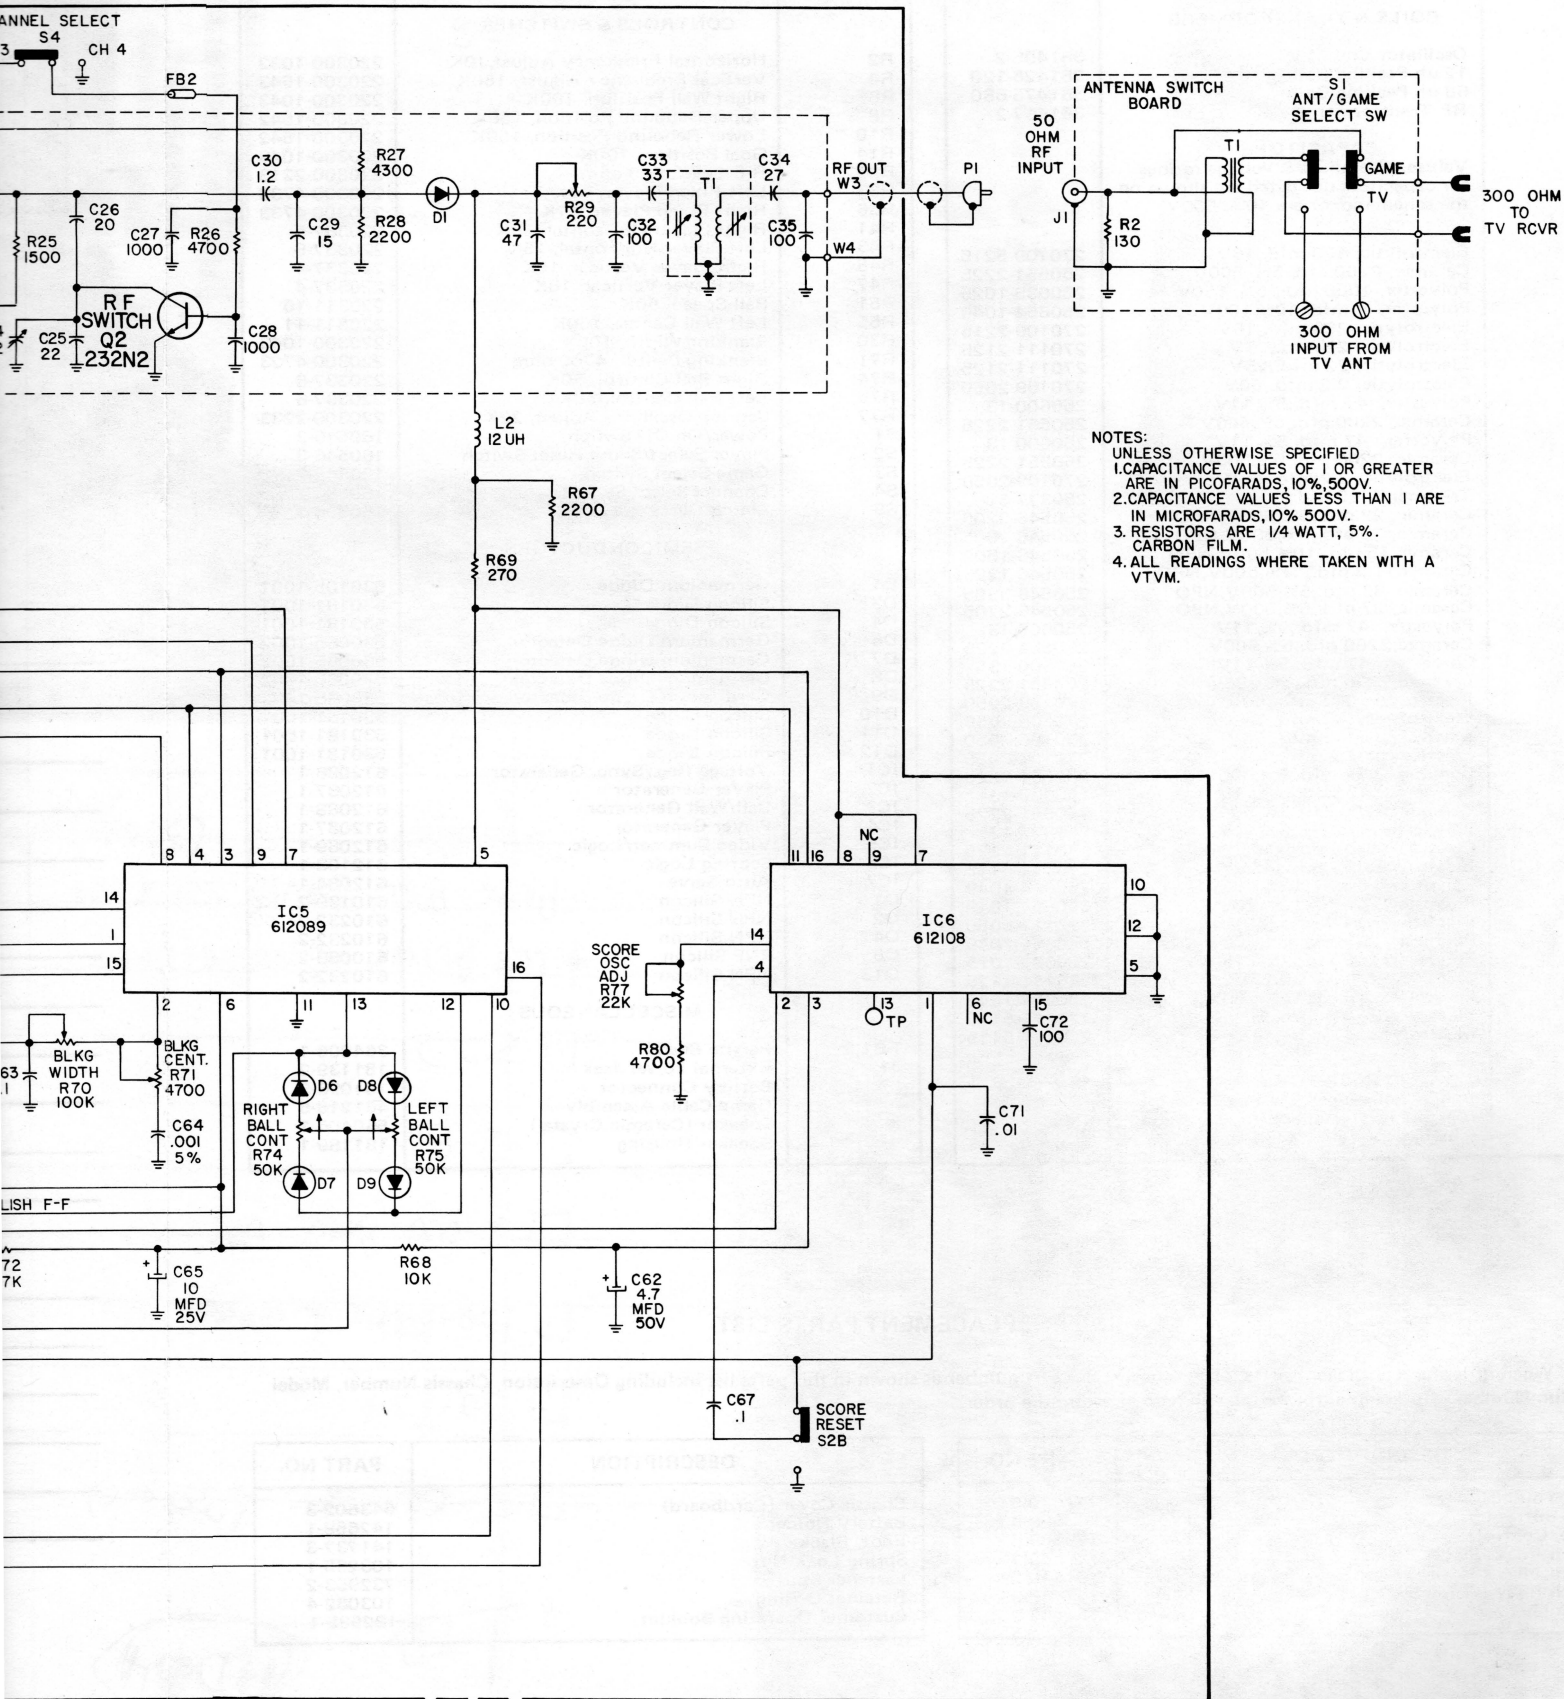 ANNEL SELECT
S4
3
CH 4
FB2
C30
1.2
R27
4300
C26
20
C27
1000
R26
4700
C29
15
R28
2200
D1
R25
1500
RF
SWITCH
Q2
232N2
C25
22
C28
1000
C31
47
R29
220
C32
100
C33
33
T1
C34
27
C35
100
RF OUT
W3
W4
P1
ANTENNA SWITCH
BOARD
S1
ANT/GAME
SELECT SW
50
OHM
RF
INPUT
J1
R2
130
T1
GAME
TV
300 OHM
TO
TV RCVR
300 OHM
INPUT FROM
TV ANT
L2
12 UH
R67
2200
R69
270
NOTES:
UNLESS OTHERWISE SPECIFIED
1.CAPACITANCE VALUES OF 1 OR GREATER
ARE IN PICOFARADS, 10%, 500V.
2.CAPACITANCE VALUES LESS THAN 1 ARE
IN MICROFARADS, 10% 500V.
3. RESISTORS ARE 1/4 WATT, 5%.
CARBON FILM.
4. ALL READINGS WHERE TAKEN WITH A
VTVM.
8 4 3 9 7 5
14
1
15
IC5
612089
16
2 6 11 13 12 10
11 16 8 NC 9 7
14
4
IC6
612108
10
12
5
2 3 13 1 6 15
TP
NC
C72
100
SCORE
OSC
ADJ
R77
22K
R80
4700
C71
.01
63
.1
BLKG
WIDTH
R70
100K
BLKG
CENT.
R71
4700
C64
.001
5%
D6 D8
RIGHT
BALL
CONT
R74
50K
LEFT
BALL
CONT
R75
50K
D7 D9
LISH F-F
72
7K
C65
10
MFD
25V
R68
10K
C62
4.7
MFD
50V
C67
.1
SCORE
RESET
S2B